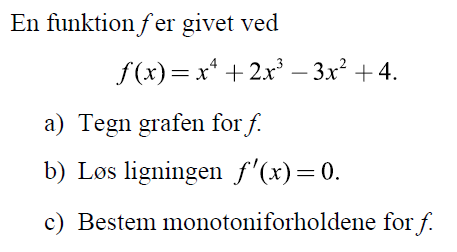 En funktion f er givet ved
f(x) = x⁴ + 2x³ − 3x² + 4.
a) Tegn grafen for f.
b) Løs ligningen f'(x) = 0.
c) Bestem monotoniforholdene for f.